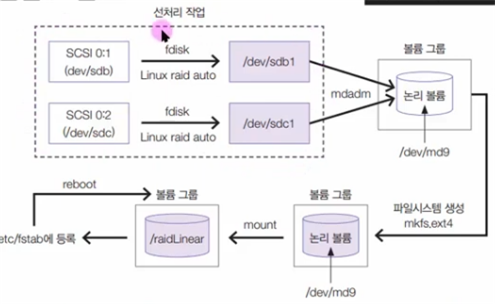 선처리 작업
SCSI 0:1
(dev/sdb)
fdisk
Linux raid auto
/dev/sdb1
SCSI 0:2
(/dev/sdc)
fdisk
Linux raid auto
/dev/sdc1
mdadm
볼륨 그룹
논리 볼륨
/dev/md9
파일시스템 생성
mkfs.ext4
볼륨 그룹
논리 볼륨
/dev/md9
mount
볼륨 그룹
/raidLinear
reboot
etc/fstab에 등록